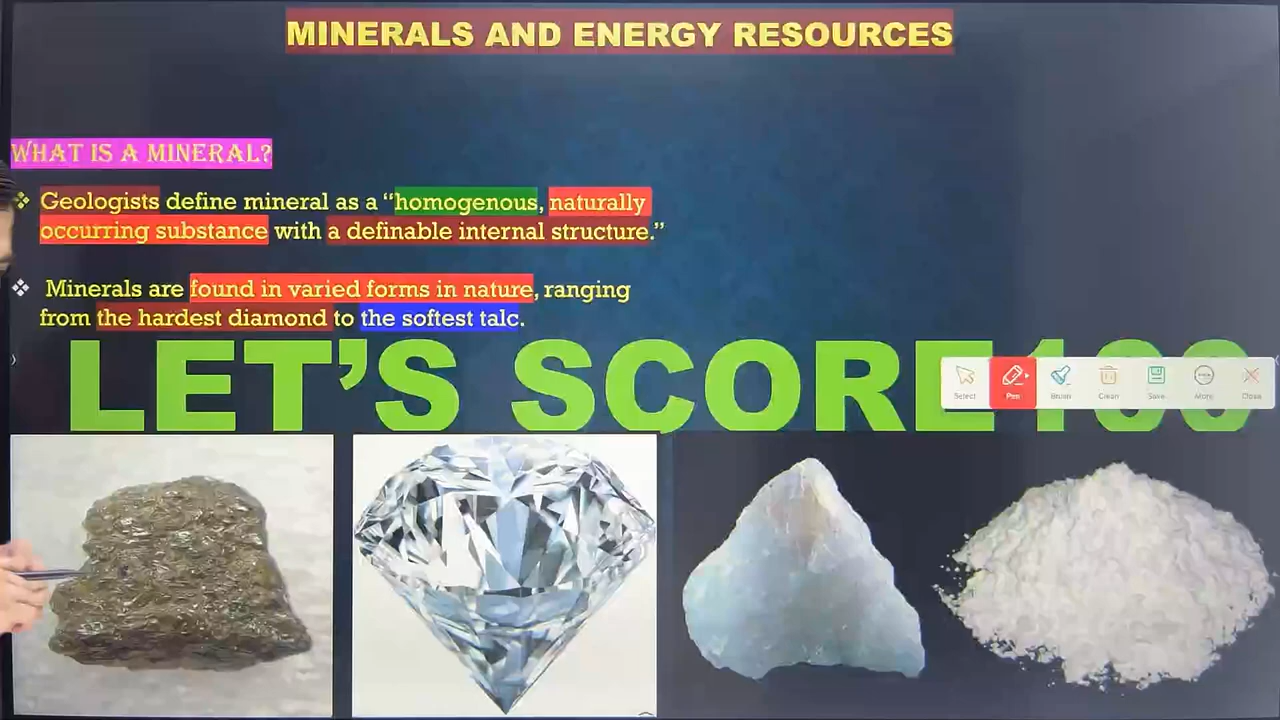 MINERALS AND ENERGY RESOURCES
WHAT IS A MINERAL?
❖ Geologists define mineral as a “homogenous, naturally
occurring substance with a definable internal structure.”
❖ Minerals are found in varied forms in nature, ranging
from the hardest diamond to the softest talc.
LET’S SCORE100
Select Pen Brush Clean Save More Close